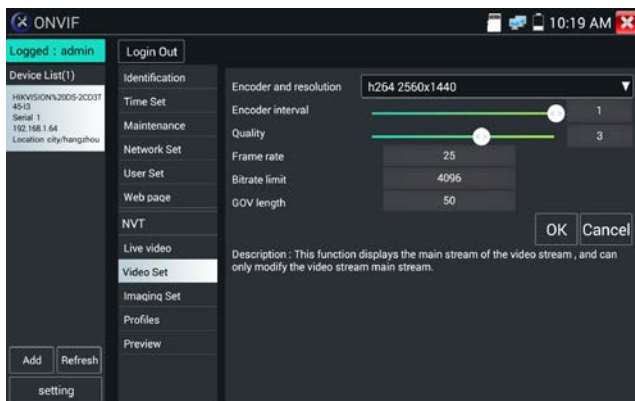 ONVIF
10:19 AM
Logged : admin
Login Out
Device List(1)
HIKVISION%20DS-2CD3T
45-I3
Serial 1
192.168.1.64
Location city/hangzhou
Identification
Time Set
Maintenance
Network Set
User Set
Web page
NVT
Live video
Video Set
Imaging Set
Profiles
Preview
Encoder and resolution h264 2560x1440
Encoder interval 1
Quality 3
Frame rate 25
Bitrate limit 4096
GOV length 50
OK Cancel
Description : This function displays the main stream of the video stream , and can
only modify the video stream main stream.
Add Refresh
setting